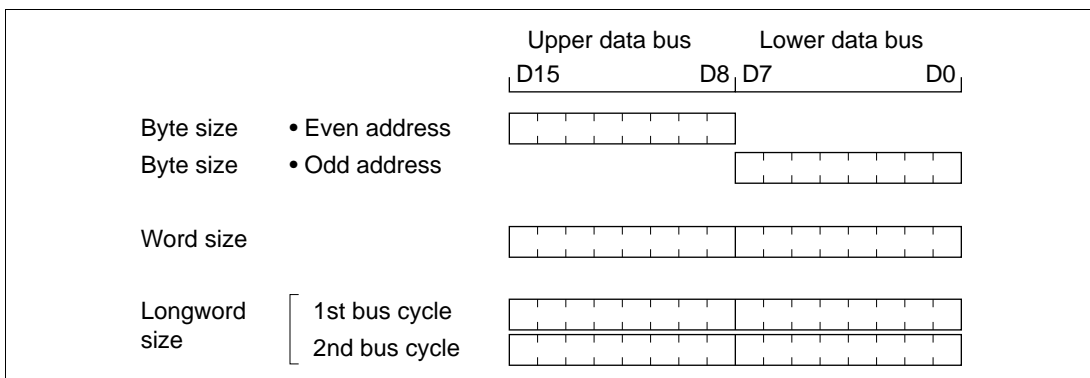 Upper data bus Lower data bus
D15 D8 D7 D0
Byte size • Even address
Byte size • Odd address
Word size
Longword 1st bus cycle
size 2nd bus cycle